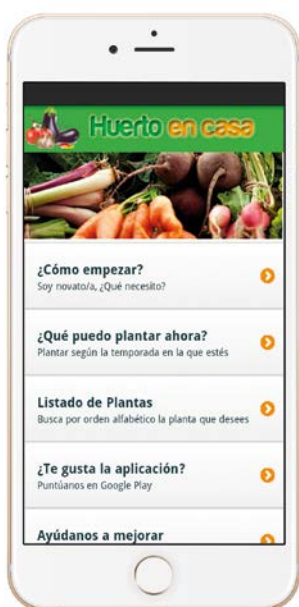 Huerto en casa
¿Cómo empezar?
Soy novato/a, ¿Qué necesito?
¿Qué puedo plantar ahora?
Plantar según la temporada en la que estés
Listado de Plantas
Busca por orden alfabético la planta que desees
¿Te gusta la aplicación?
Puntúanos en Google Play
Ayúdanos a mejorar